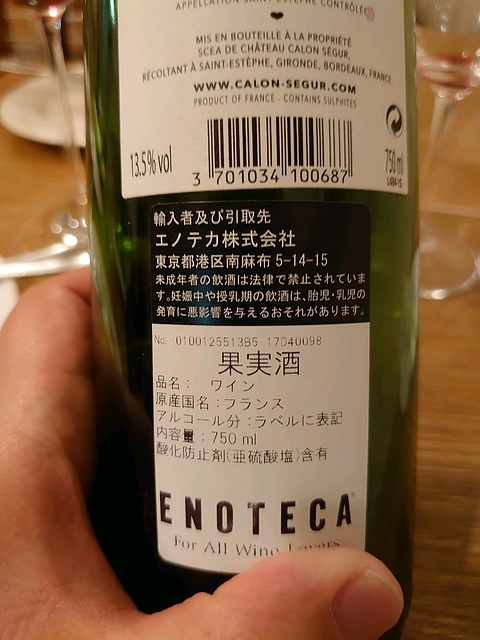 APPELLATION SAINT-ESTÈPHE CONTRÔLÉE
MIS EN BOUTEILLE À LA PROPRIÉTÉ
SCEA DE CHÂTEAU CALON SÉGUR,
RÉCOLTANT À SAINT-ESTÈPHE, GIRONDE, BORDEAUX, FRANCE
WWW.CALON-SEGUR.COM
PRODUCT OF FRANCE - CONTAINS SULPHITES
13.5% vol
3 701034 100687
750 ml
輸入者及び引取先
エノテカ株式会社
東京都港区南麻布 5-14-15
未成年者の飲酒は法律で禁止されていま
す。妊娠中や授乳期の飲酒は、胎児・乳児の
発育に悪影響を与えるおそれがあります。
No. 0100125513B5-17D40098
果実酒
品名： ワイン
原産国名：フランス
アルコール分：ラベルに表記
内容量：750 ml
酸化防止剤(亜硫酸塩)含有
ENOTECA
For All Wine Lovers